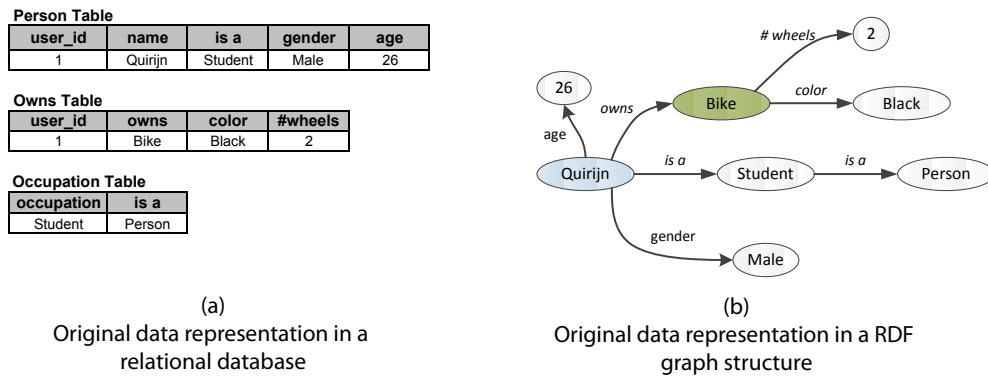 Person Table
user_id name is a gender age
1 Quirijn Student Male 26
Owns Table
user_id owns color #wheels
1 Bike Black 2
Occupation Table
occupation is a
Student Person
(a)
Original data representation in a
relational database
# wheels 2
26 owns Bike color Black
age
Quirijn is a Student is a Person
gender
Male
(b)
Original data representation in a RDF
graph structure